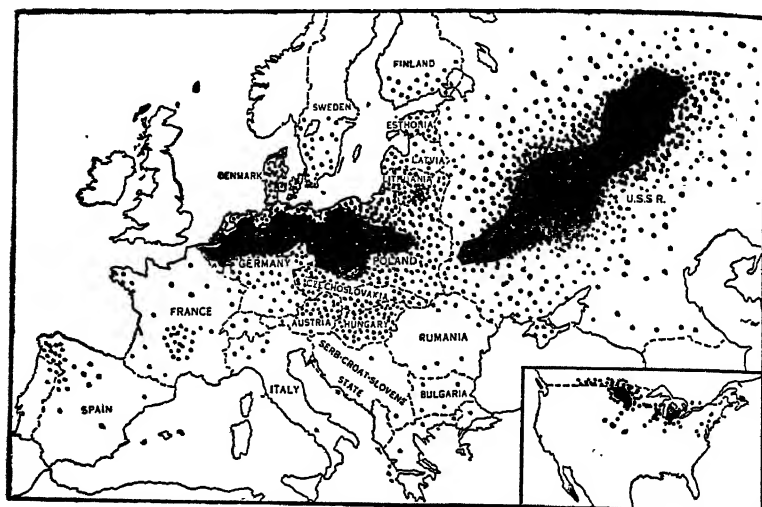 FINLAND
SWEDEN
ESTHONIA
LATVIA
LITHUANIA
DENMARK
U.S.S R.
GERMANY
POLAND
CZECHOSLOVAKIA
FRANCE
AUSTRIA
HUNGARY
RUMANIA
SERB-CROAT-SLOVENE
STATE
ITALY
BULGARIA
SPAIN